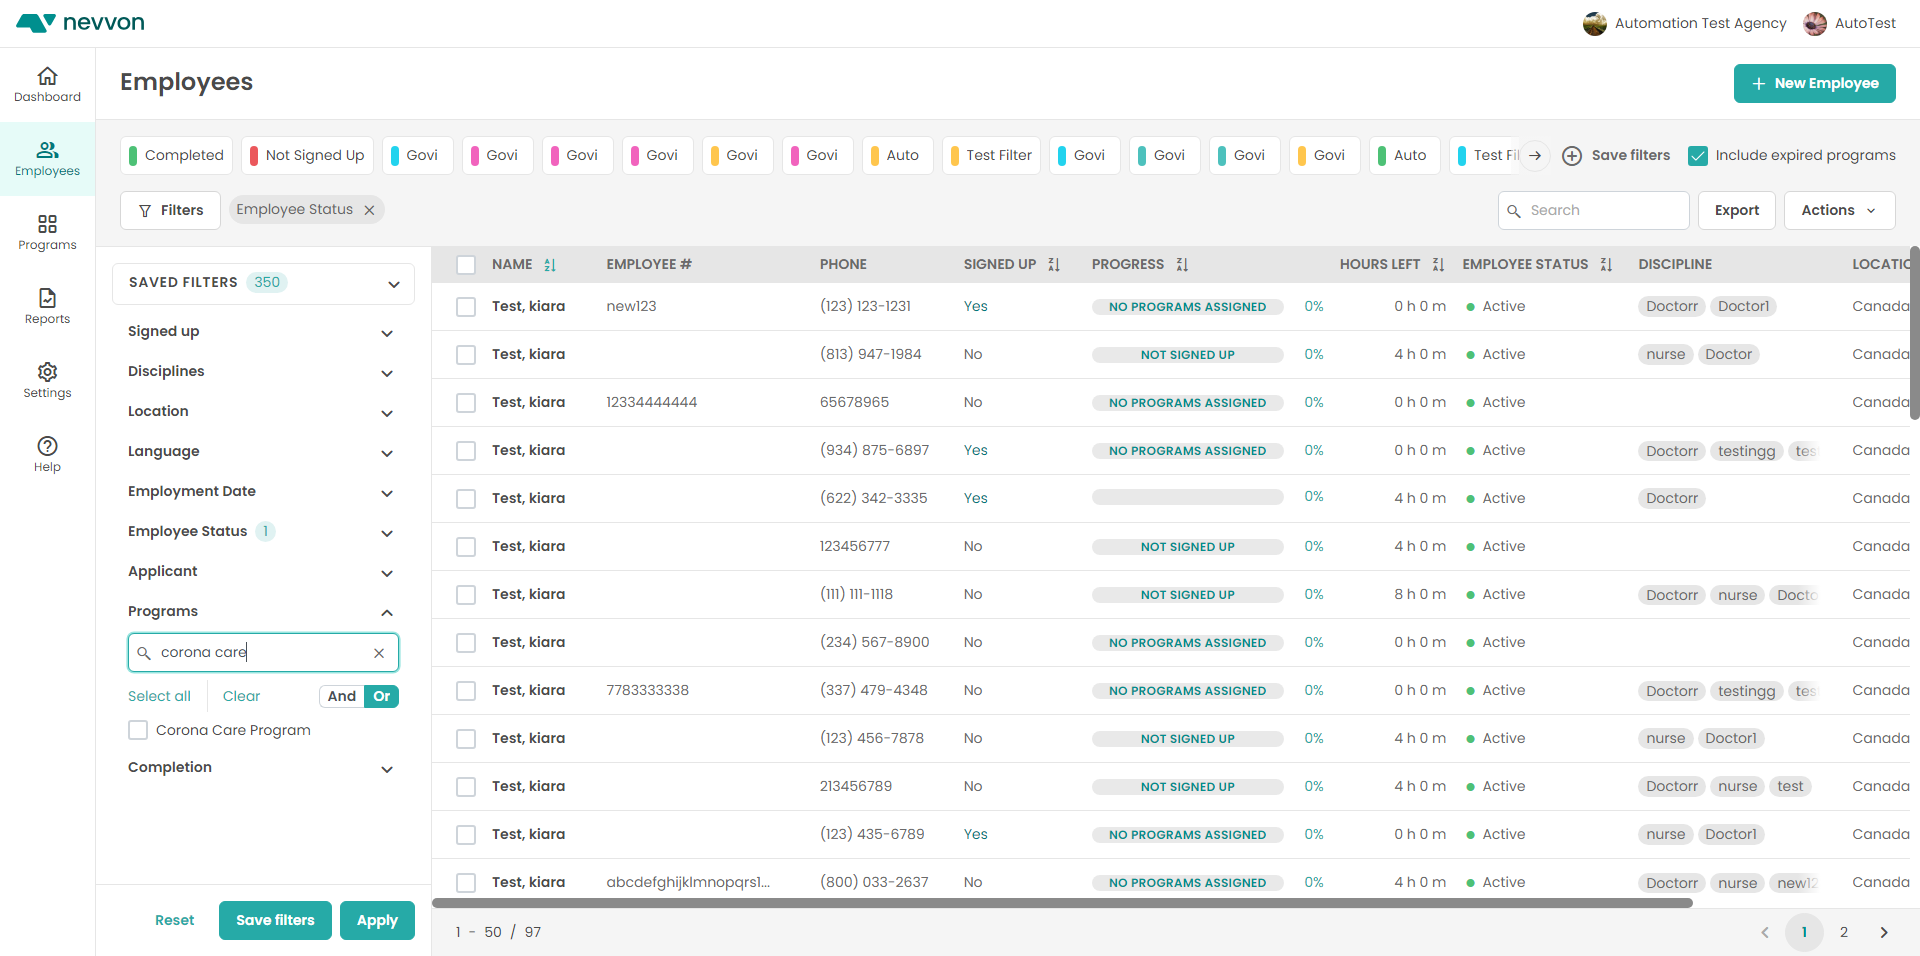 nevvon
Automation Test Agency
AutoTest
Dashboard
Employees
Programs
Reports
Settings
Help
Employees
New Employee
Completed Not Signed Up Govi Govi Govi Govi Govi Govi Auto Test Filter Govi Govi Govi Govi Auto Test Fil Save filters Include expired programs
Filters Employee Status Search Export Actions
SAVED FILTERS 350
Signed up
Disciplines
Location
Language
Employment Date
Employee Status 1
Applicant
Programs
corona care
Select all Clear And Or
Corona Care Program
Completion
Reset Save filters Apply
NAME EMPLOYEE # PHONE SIGNED UP PROGRESS HOURS LEFT EMPLOYEE STATUS DISCIPLINE LOCATIO
Test, kiara new123 (123) 123-1231 Yes NO PROGRAMS ASSIGNED 0% 0 h 0 m Active Doctorr Doctor1 Canada
Test, kiara (813) 947-1984 No NOT SIGNED UP 0% 4 h 0 m Active nurse Doctor Canada
Test, kiara 12334444444 65678965 No NO PROGRAMS ASSIGNED 0% 0 h 0 m Active Canada
Test, kiara (934) 875-6897 Yes NO PROGRAMS ASSIGNED 0% 0 h 0 m Active Doctorr testingg tes Canada
Test, kiara (622) 342-3335 Yes 0% 4 h 0 m Active Doctorr Canada
Test, kiara 123456777 No NOT SIGNED UP 0% 4 h 0 m Active Canada
Test, kiara (111) 111-1118 No NOT SIGNED UP 0% 8 h 0 m Active Doctorr nurse Docto Canada
Test, kiara (234) 567-8900 No NO PROGRAMS ASSIGNED 0% 0 h 0 m Active Canada
Test, kiara 7783333338 (337) 479-4348 No NO PROGRAMS ASSIGNED 0% 0 h 0 m Active Doctorr testingg tes Canada
Test, kiara (123) 456-7878 No NOT SIGNED UP 0% 4 h 0 m Active nurse Doctor1 Canada
Test, kiara 213456789 No NOT SIGNED UP 0% 4 h 0 m Active Doctorr nurse test Canada
Test, kiara (123) 435-6789 Yes NO PROGRAMS ASSIGNED 0% 0 h 0 m Active nurse Doctor1 Canada
Test, kiara abcdefghijklmnopqrs1... (800) 033-2637 No NO PROGRAMS ASSIGNED 0% 4 h 0 m Active Doctorr nurse new12 Canada
1 - 50 / 97
1 2